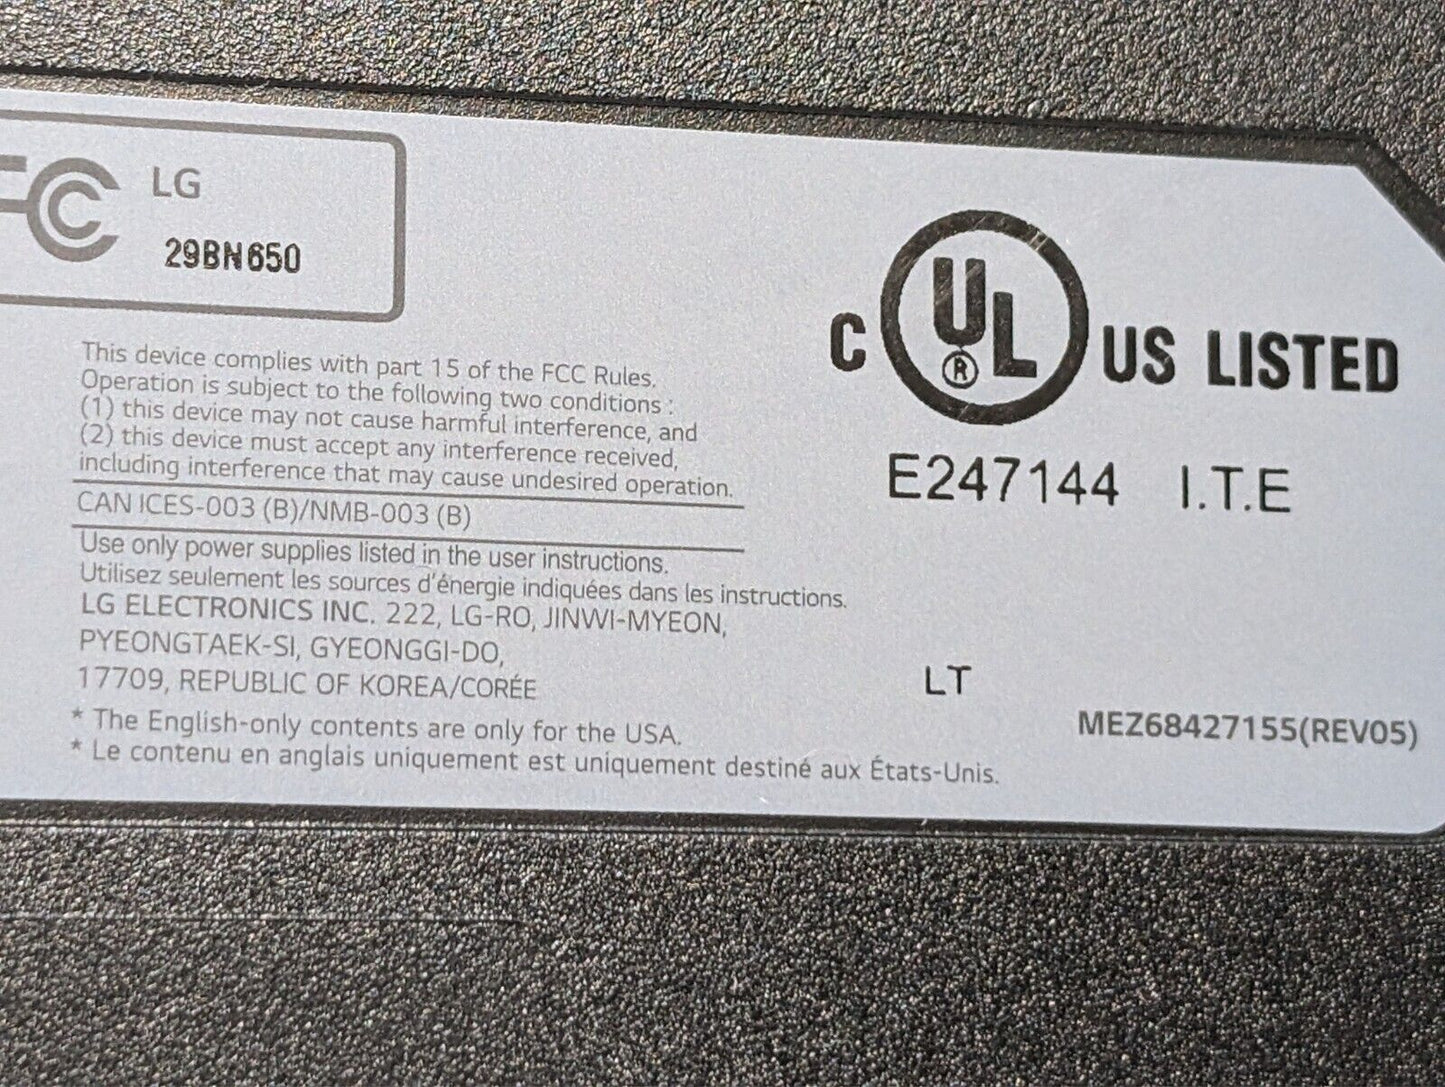 FC LG
29BN650
This device complies with part 15 of the FCC Rules.
Operation is subject to the following two conditions :
(1) this device may not cause harmful interference, and
(2) this device must accept any interference received,
including interference that may cause undesired operation.
CAN ICES-003 (B)/NMB-003 (B)
Use only power supplies listed in the user instructions.
Utilisez seulement les sources d'énergie indiquées dans les instructions.
LG ELECTRONICS INC. 222, LG-RO, JINWI-MYEON,
PYEONGTAEK-SI, GYEONGGI-DO,
17709, REPUBLIC OF KOREA/CORÉE
* The English-only contents are only for the USA.
* Le contenu en anglais uniquement est uniquement destiné aux États-Unis.
C UL® US LISTED
E247144 I.T.E
LT
MEZ68427155(REV05)